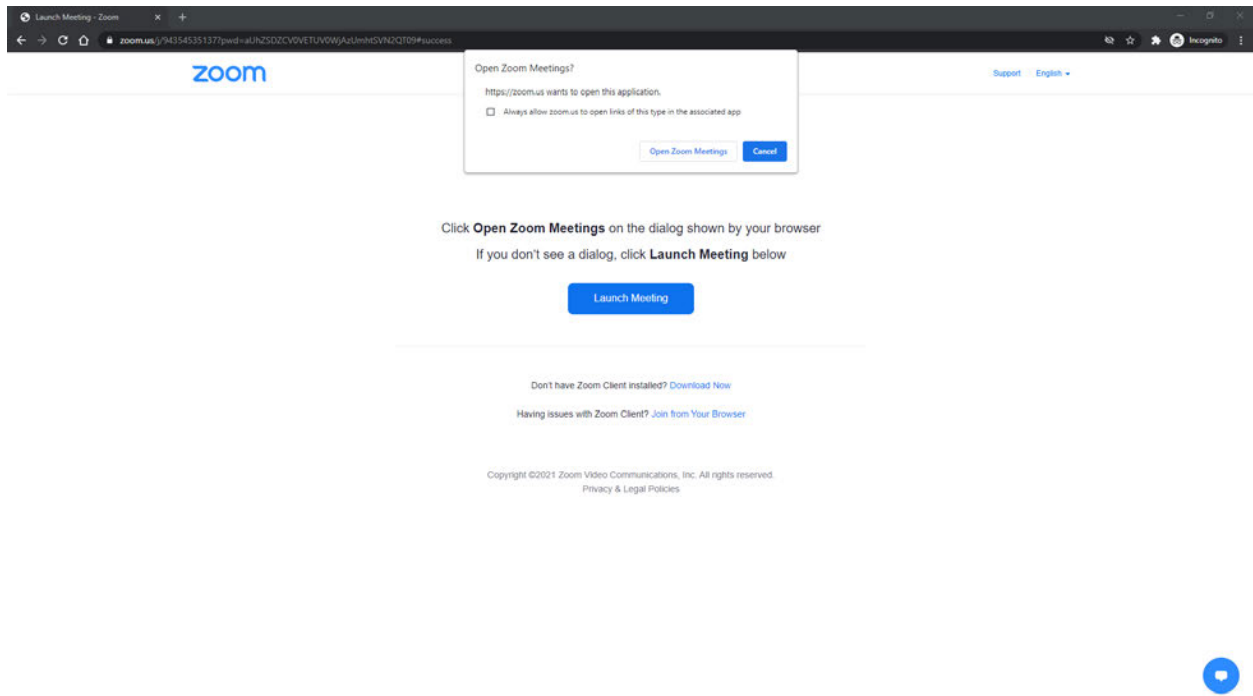 Launch Meeting - Zoom
zoom.us/j/94354535137?pwd=aUhZSDZCV0VETUV0WjAzUmhtSVN2QT09#success
Incognito
zoom
Support English
Open Zoom Meetings?
https://zoom.us wants to open this application.
Always allow zoom.us to open links of this type in the associated app
Open Zoom Meetings Cancel
Click Open Zoom Meetings on the dialog shown by your browser
If you don't see a dialog, click Launch Meeting below
Launch Meeting
Don't have Zoom Client installed? Download Now
Having issues with Zoom Client? Join from Your Browser
Copyright ©2021 Zoom Video Communications, Inc. All rights reserved.
Privacy & Legal Policies